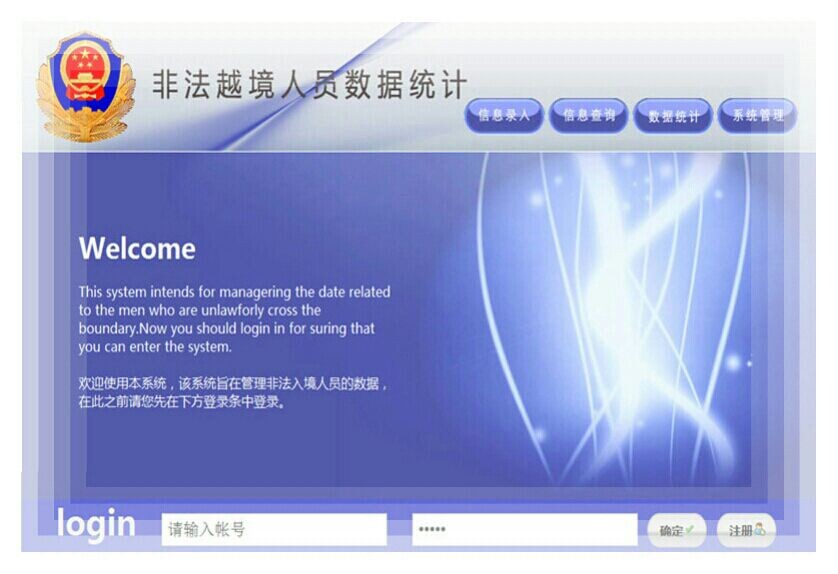 非法越境人员数据统计
信息录入 信息查询 数据统计 系统管理
Welcome
This system intends for managering the date related
to the men who are unlawforly cross the
boundary.Now you should login in for suring that
you can enter the system.
欢迎使用本系统，该系统旨在管理非法入境人员的数据，
在此之前请您先在下方登录条中登录。
login 请输入帐号 ••••• 确定 注册